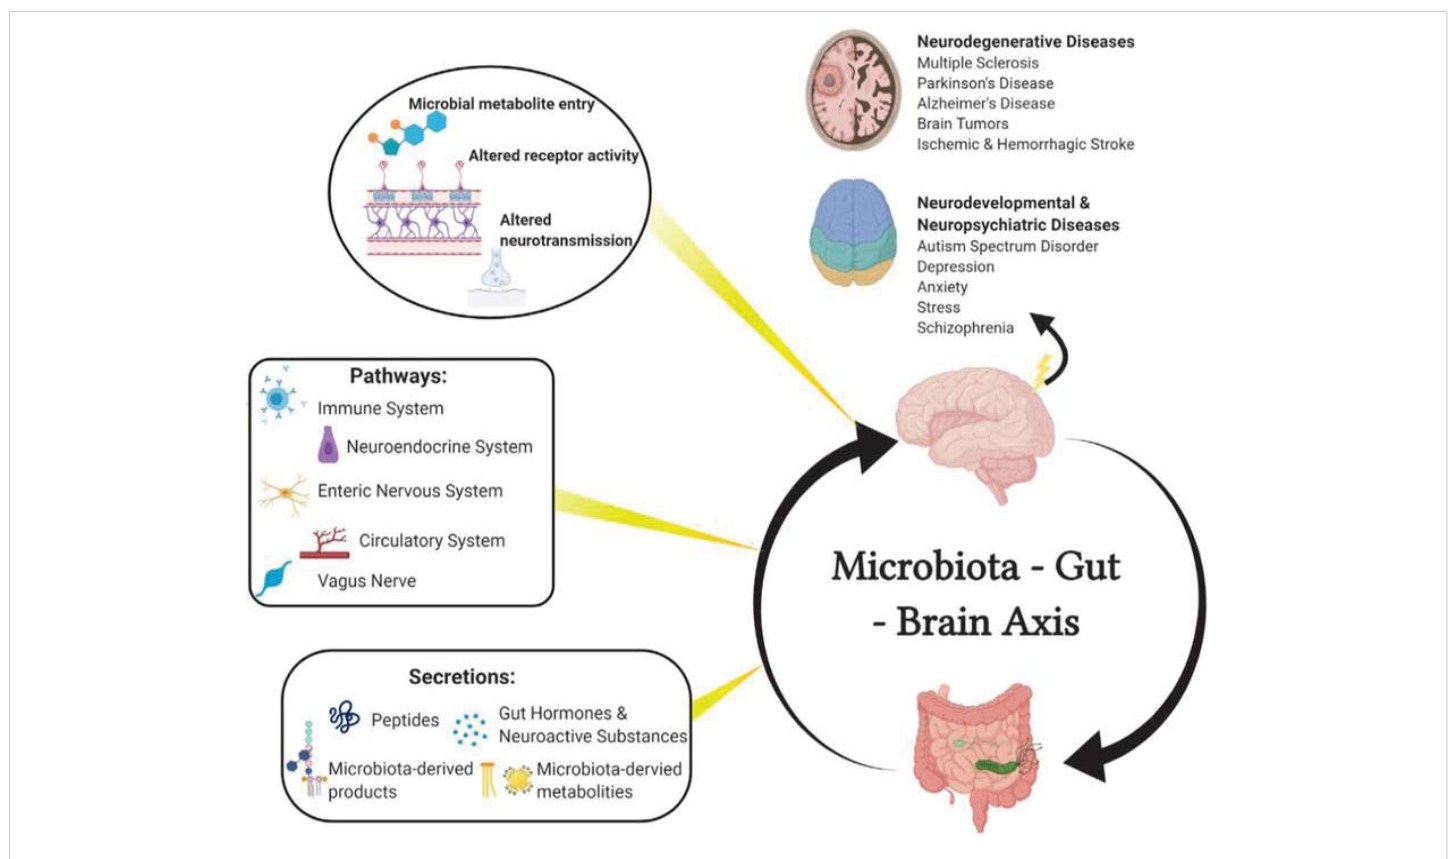 Microbial metabolite entry
Altered receptor activity
Altered
neurotransmission
Neurodegenerative Diseases
Multiple Sclerosis
Parkinson's Disease
Alzheimer's Disease
Brain Tumors
Ischemic & Hemorrhagic Stroke
Neurodevelopmental &
Neuropsychiatric Diseases
Autism Spectrum Disorder
Depression
Anxiety
Stress
Schizophrenia
Pathways:
Immune System
Neuroendocrine System
Enteric Nervous System
Circulatory System
Vagus Nerve
Microbiota - Gut
- Brain Axis
Secretions:
Peptides
Gut Hormones &
Neuroactive Substances
Microbiota-derived
products
Microbiota-dervied
metabolities